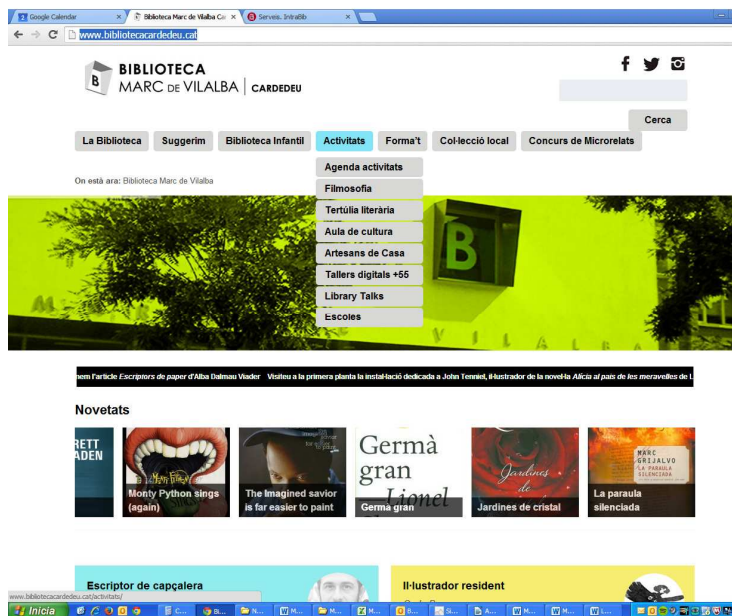 Google Calendar
Biblioteca Marc de Vilalba Car
Serveis. IntraBib
www.bibliotecacardedeu.cat
BIBLIOTECA
MARC DE VILALBA | CARDEDEU
Cerca
La Biblioteca Suggerim Biblioteca Infantil Activitats Forma't Col·lecció local Concurs de Microrelats
Agenda activitats
On està ara: Biblioteca Marc de Vilalba
Filmosofia
Tertúlia literària
Aula de cultura
Artesans de Casa
Tallers digitals +55
Library Talks
Escoles
B
V I L A L B A
nem l'article Escriptors de paper d'Alba Dalmau Viader Visiteu a la primera planta la instal·lació dedicada a John Tenniel, il·lustrador de la novel·la Alícia al país de les meravelles de l.
Novetats
RETT
ADEN
Monty Python sings
(again)
The Imagined savior
is far easier to paint
Germà
gran
Lionel
Germà gran
Jardines
de
Jardines de cristal
MARC
GRIJALVO
LA PARAULA
SILENCIADA
La paraula
silenciada
Escriptor de capçalera
Il·lustrador resident
www.bibliotecacardedeu.cat/activitats/
Inicia